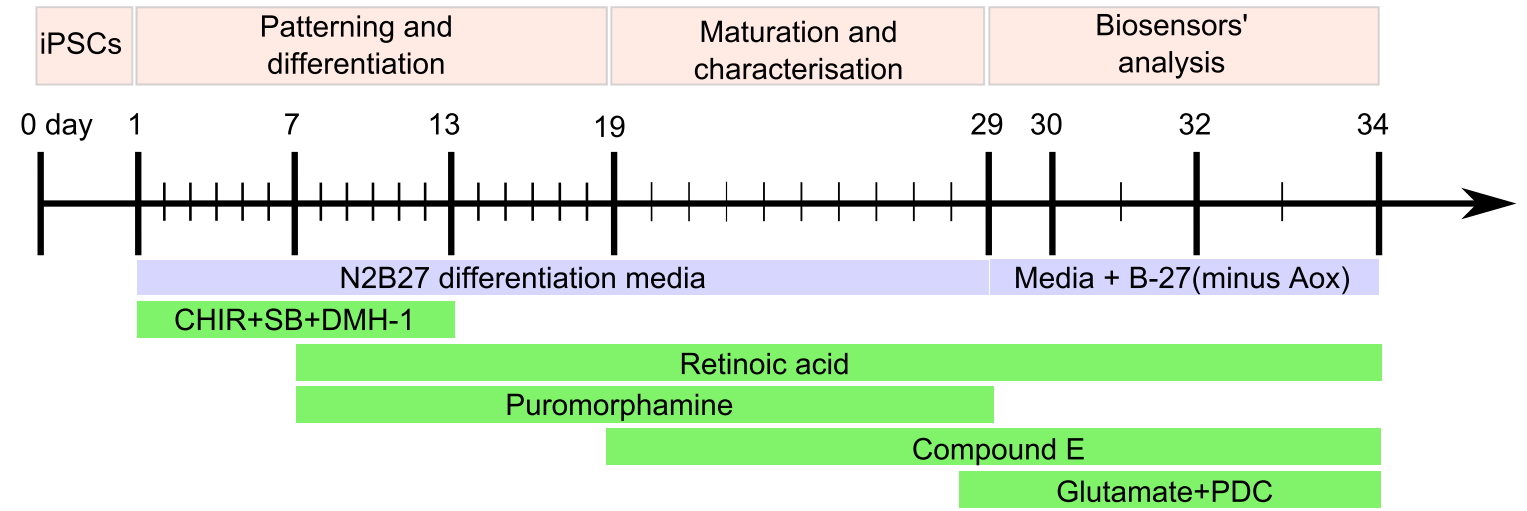 iPSCs
Patterning and
differentiation
Maturation and
characterisation
Biosensors'
analysis
0 day 1 7 13 19 29 30 32 34
N2B27 differentiation media
Media + B-27(minus Aox)
CHIR+SB+DMH-1
Retinoic acid
Puromorphamine
Compound E
Glutamate+PDC